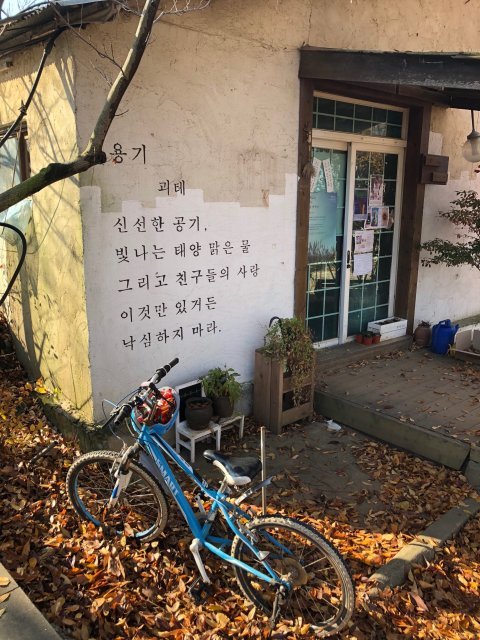 용기
괴테
신선한 공기,
빛나는 태양 맑은 물
그리고 친구들의 사랑
이것만 있거든
낙심하지 마라.